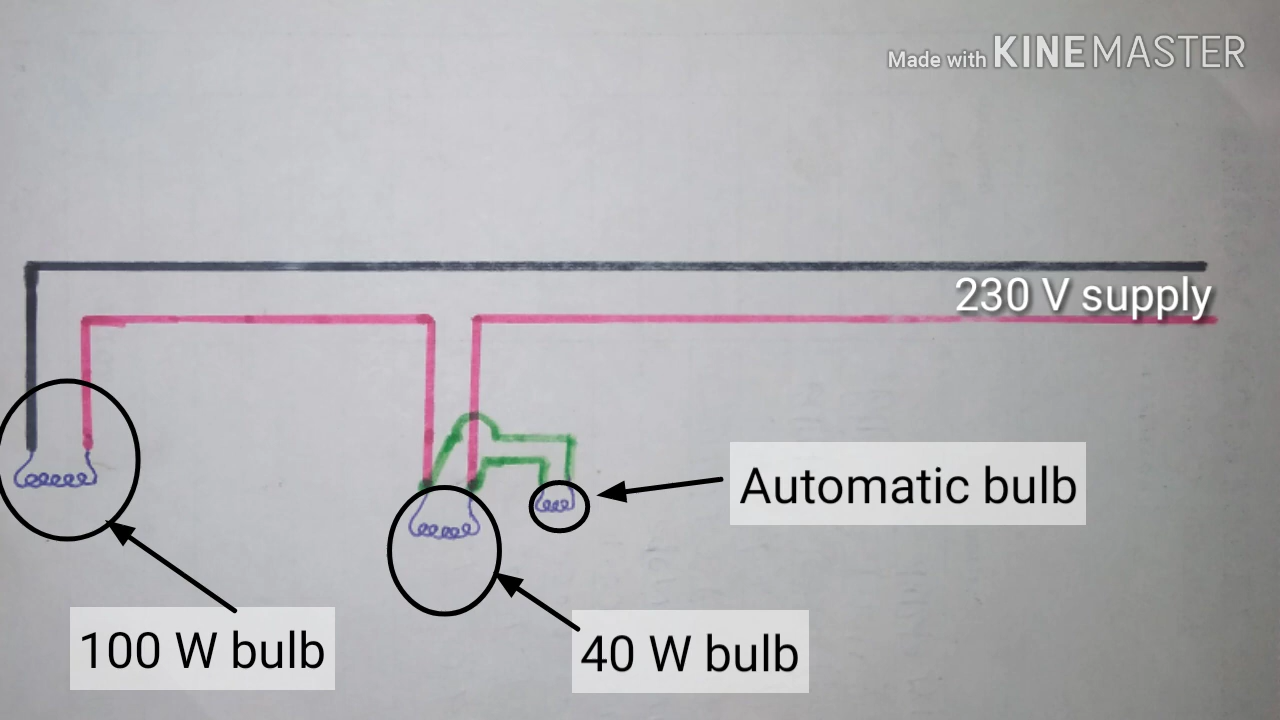 Made with KINEMASTER
230 V supply
Automatic bulb
100 W bulb
40 W bulb